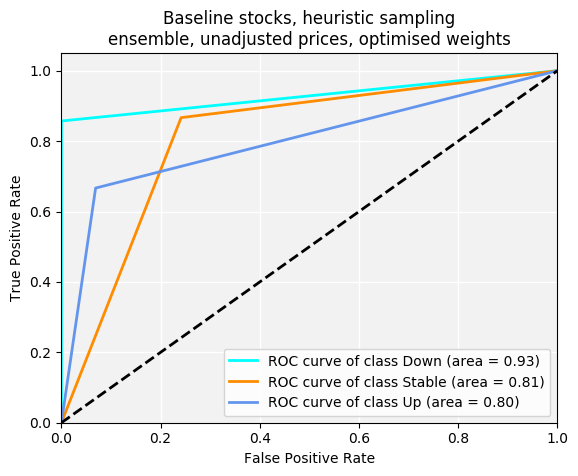 Baseline stocks, heuristic sampling
ensemble, unadjusted prices, optimised weights
True Positive Rate
1.0
0.8
0.6
0.4
0.2
0.0
ROC curve of class Down (area = 0.93)
ROC curve of class Stable (area = 0.81)
ROC curve of class Up (area = 0.80)
0.0 0.2 0.4 0.6 0.8 1.0
False Positive Rate